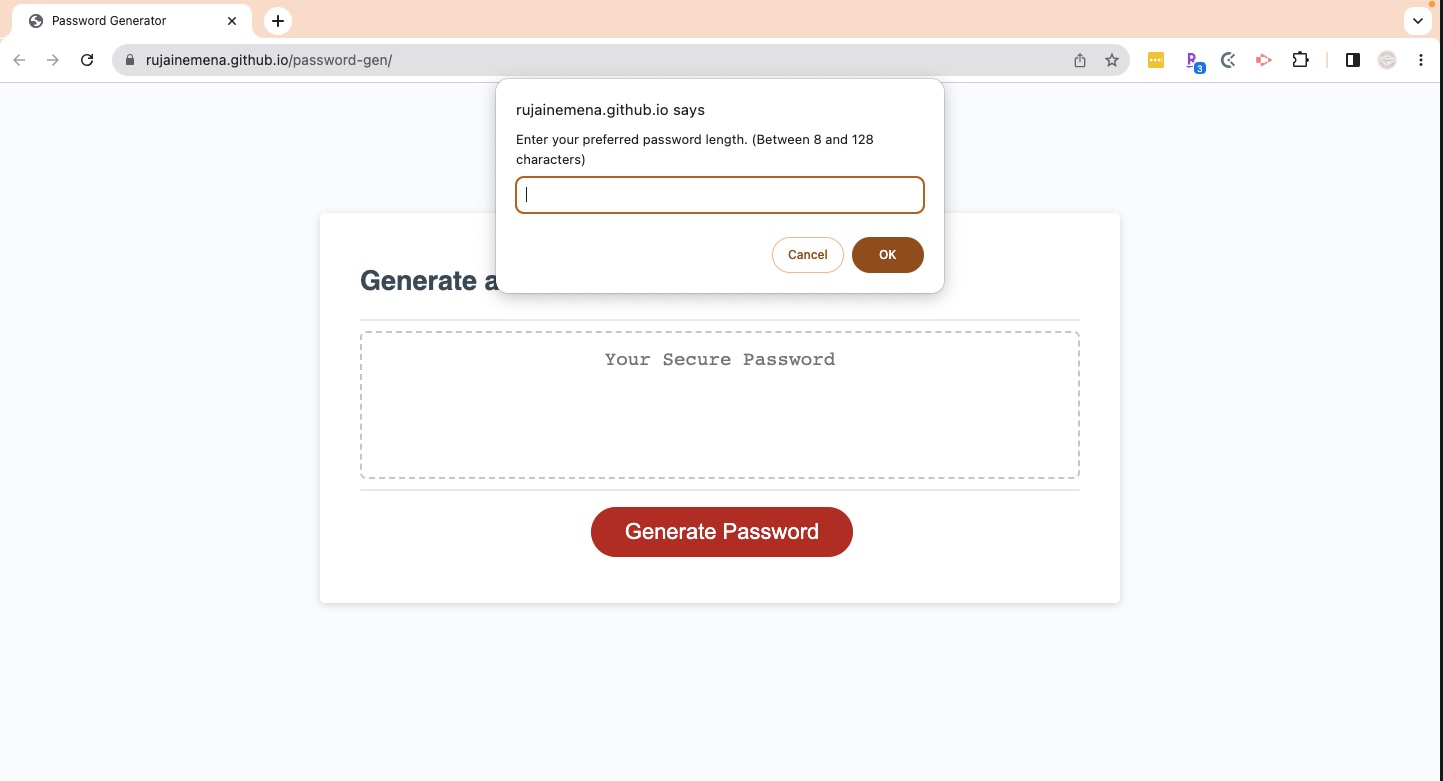 Password Generator
rujainemena.github.io/password-gen/
3
rujainemena.github.io says
Enter your preferred password length. (Between 8 and 128
characters)
Cancel
OK
Generate a
Your Secure Password
Generate Password